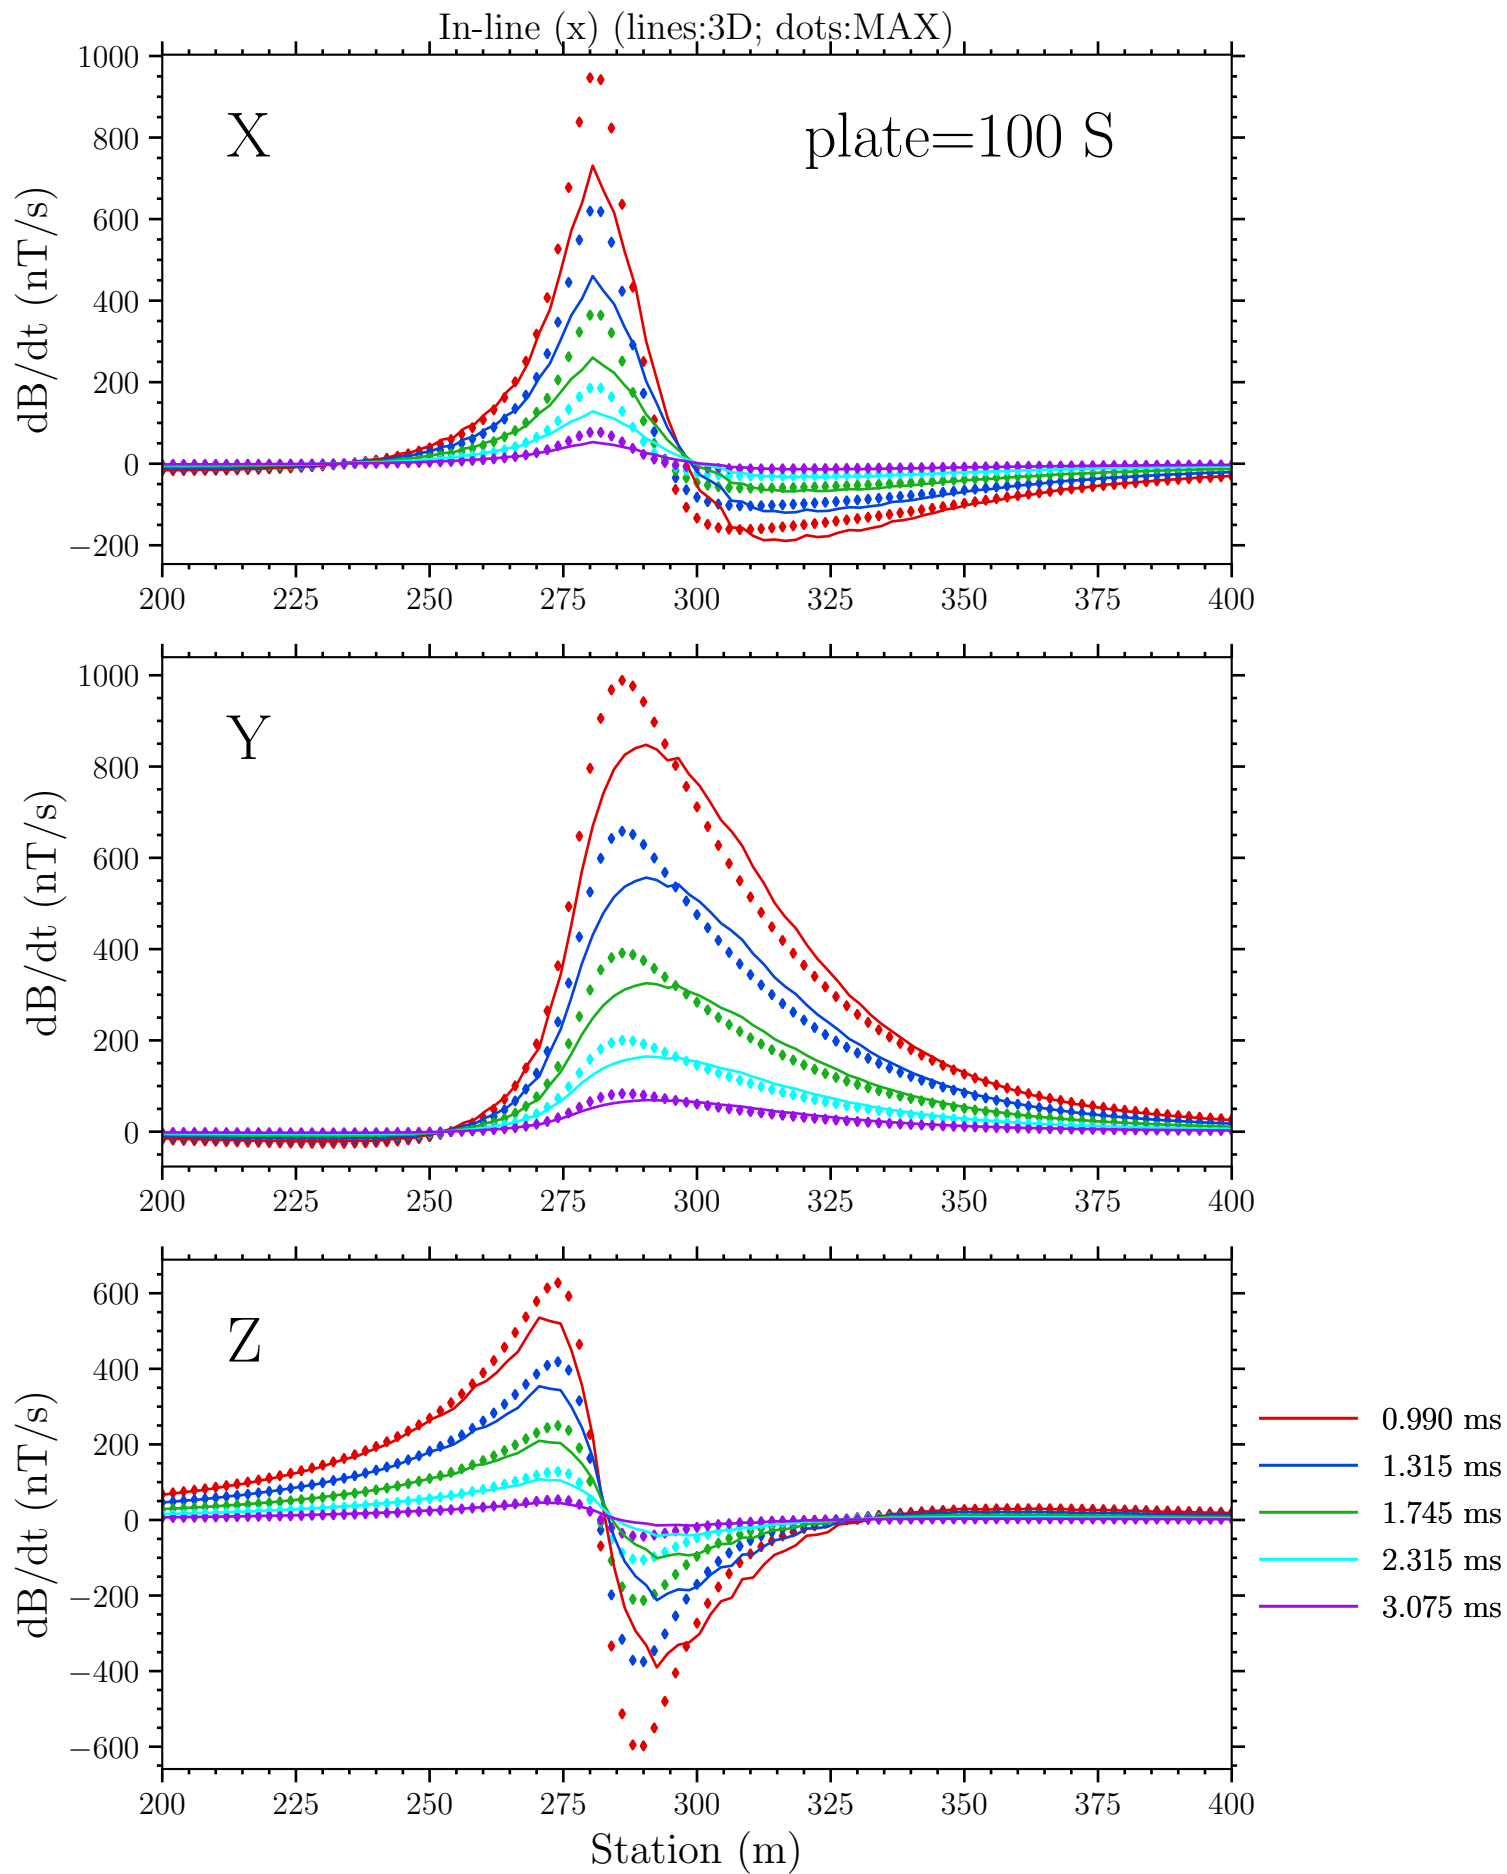 In-line (x) (lines:3D; dots:MAX)
1000
800
600
400
200
0
−200
dB/dt (nT/s)
X
plate=100 S
200 225 250 275 300 325 350 375 400
1000
800
600
400
200
0
dB/dt (nT/s)
Y
200 225 250 275 300 325 350 375 400
600
400
200
0
−200
−400
−600
dB/dt (nT/s)
Z
200 225 250 275 300 325 350 375 400
Station (m)
0.990 ms
1.315 ms
1.745 ms
2.315 ms
3.075 ms